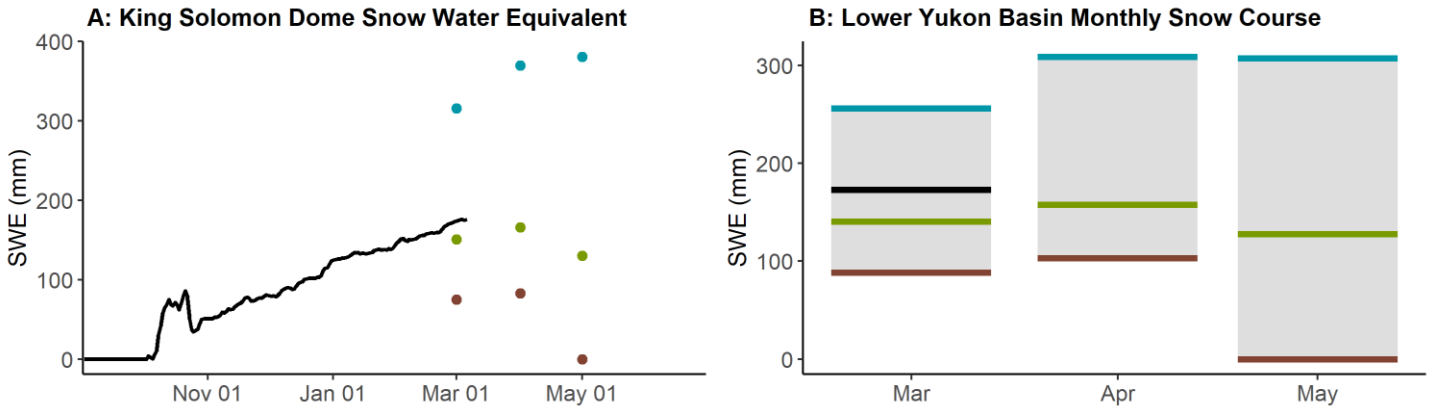 A: King Solomon Dome Snow Water Equivalent
SWE (mm)
400
300
200
100
0
Nov 01 Jan 01 Mar 01 May 01
B: Lower Yukon Basin Monthly Snow Course
SWE (mm)
300
200
100
0
Mar Apr May